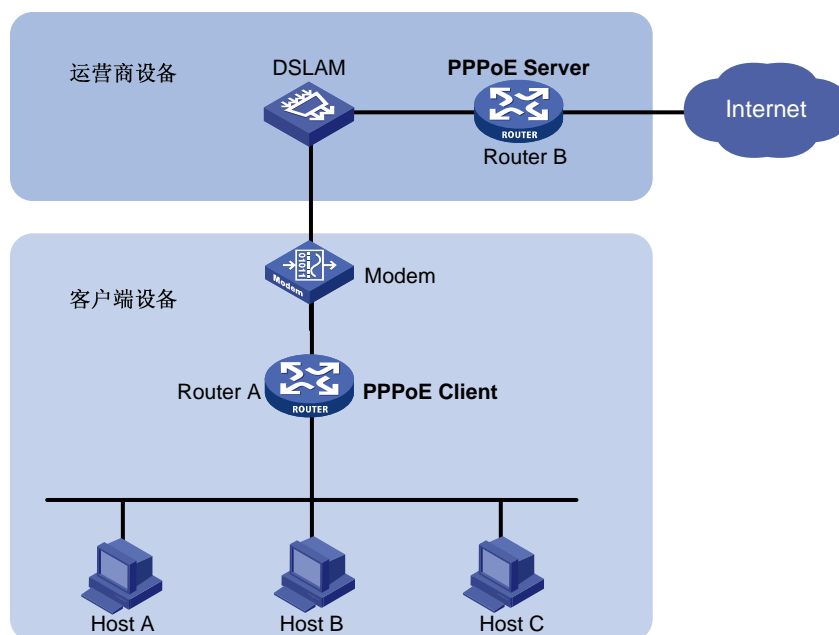 运营商设备
DSLAM
PPPoE Server
ROUTER
Router B
Internet
01011
Modem
Modem
客户端设备
Router A
ROUTER
PPPoE Client
Host A
Host B
Host C